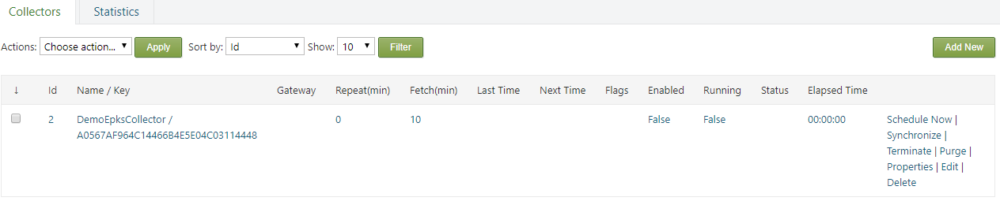 Collectors Statistics
Actions: Choose action... Apply Sort by: Id Show: 10 Filter Add New
↓ Id Name / Key Gateway Repeat(min) Fetch(min) Last Time Next Time Flags Enabled Running Status Elapsed Time
2 DemoEpksCollector / 0 10 False False 00:00:00 Schedule Now |
A0567AF964C14466B4E5E04C03114448 Synchronize |
Terminate | Purge |
Properties | Edit |
Delete